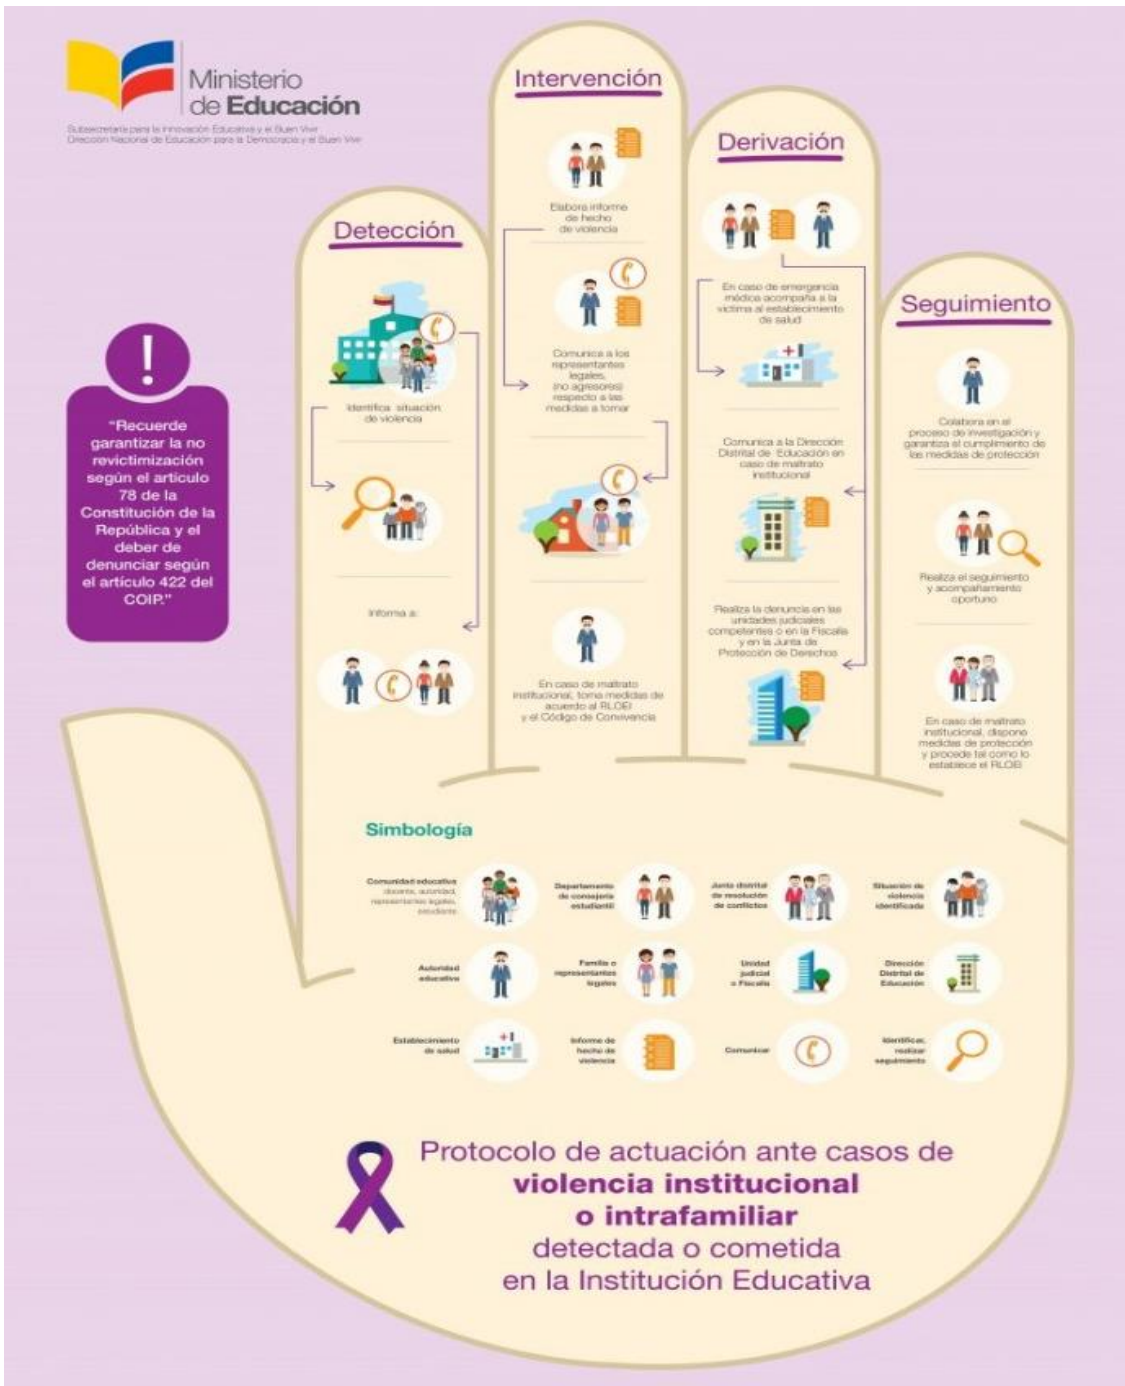 Ministerio
de Educación
Subsecretaría para la Innovación Educativa y el Buen Vivir
Dirección Nacional de Educación para la Democracia y el Buen Vivir
!
"Recuerde
garantizar la no
revictimización
según el artículo
78 de la
Constitución de la
República y el
deber de
denunciar según
el artículo 422 del
COIP."
Detección
Identifica situación
de violencia
Informa a:
Intervención
Elabora informe
de hecho
de violencia
Comunica a los
representantes
legales,
(no agresores)
respecto a las
medidas a tomar
En caso de maltrato
institucional, toma medidas de
acuerdo al RLOEI
y el Código de Convivencia
Derivación
En caso de emergencia
médica acompaña a la
víctima al establecimiento
de salud
Comunica a la Dirección
Distrital de Educación en
caso de maltrato
institucional
Realiza la denuncia en las
unidades judiciales
competentes o en la Fiscalía
y en la Junta de
Protección de Derechos
Seguimiento
Colabora en el
proceso de investigación y
garantiza el cumplimiento de
las medidas de protección
Realiza el seguimiento
y acompañamiento
oportuno
En caso de maltrato
institucional, dispone
medidas de protección
y procede tal como lo
establece el RLOEI
Simbología
Comunidad educativa
docente, autoridad,
representantes legales,
estudiante
Departamento
de consejería
estudiantil
Junta distrital
de resolución
de conflictos
Situación de
violencia
identificada
Autoridad
educativa
Familia o
representantes
legales
Unidad
judicial
o Fiscalía
Dirección
Distrital de
Educación
Establecimiento
de salud
Informe de
hecho de
violencia
Comunicar
Identificar,
realizar
seguimiento
Protocolo de actuación ante casos de
violencia institucional
o intrafamiliar
detectada o cometida
en la Institución Educativa